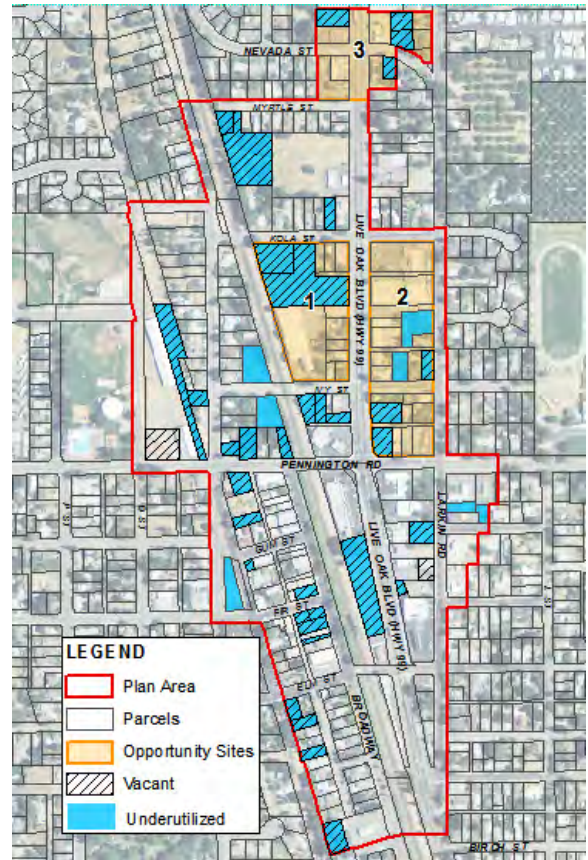 NEVADA ST
3
MYRTLE ST
KOLA ST
LIVE OAK BLVD (HWY 99)
1
2
IVY ST
PENNINGTON RD
LARKIN RD
GUM ST
LIVE OAK BLVD (HWY 99)
FIR ST
ELM ST
BROADWAY
BIRCH ST
LEGEND
Plan Area
Parcels
Opportunity Sites
Vacant
Underutilized